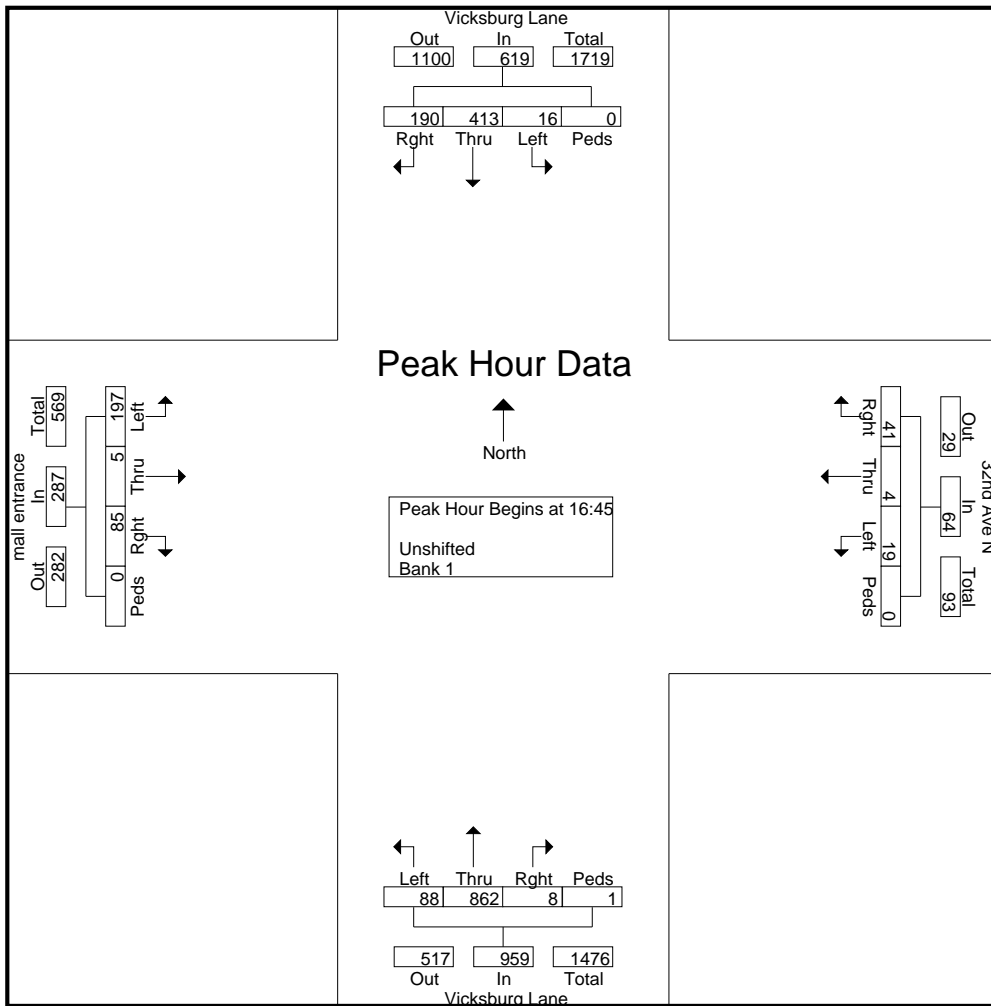 Vicksburg Lane
Out In Total
1100 619 1719
190 413 16 0
Rght Thru Left Peds
Peak Hour Data
North
Peak Hour Begins at 16:45
Unshifted
Bank 1
mall entrance
Out In Total
282 287 569
197 5 85 0
Left Thru Rght Peds
32nd Ave N
Out In Total
29 64 93
41 4 19 0
Rght Thru Left Peds
Left Thru Rght Peds
88 862 8 1
517 959 1476
Out In Total
Vicksburg Lane